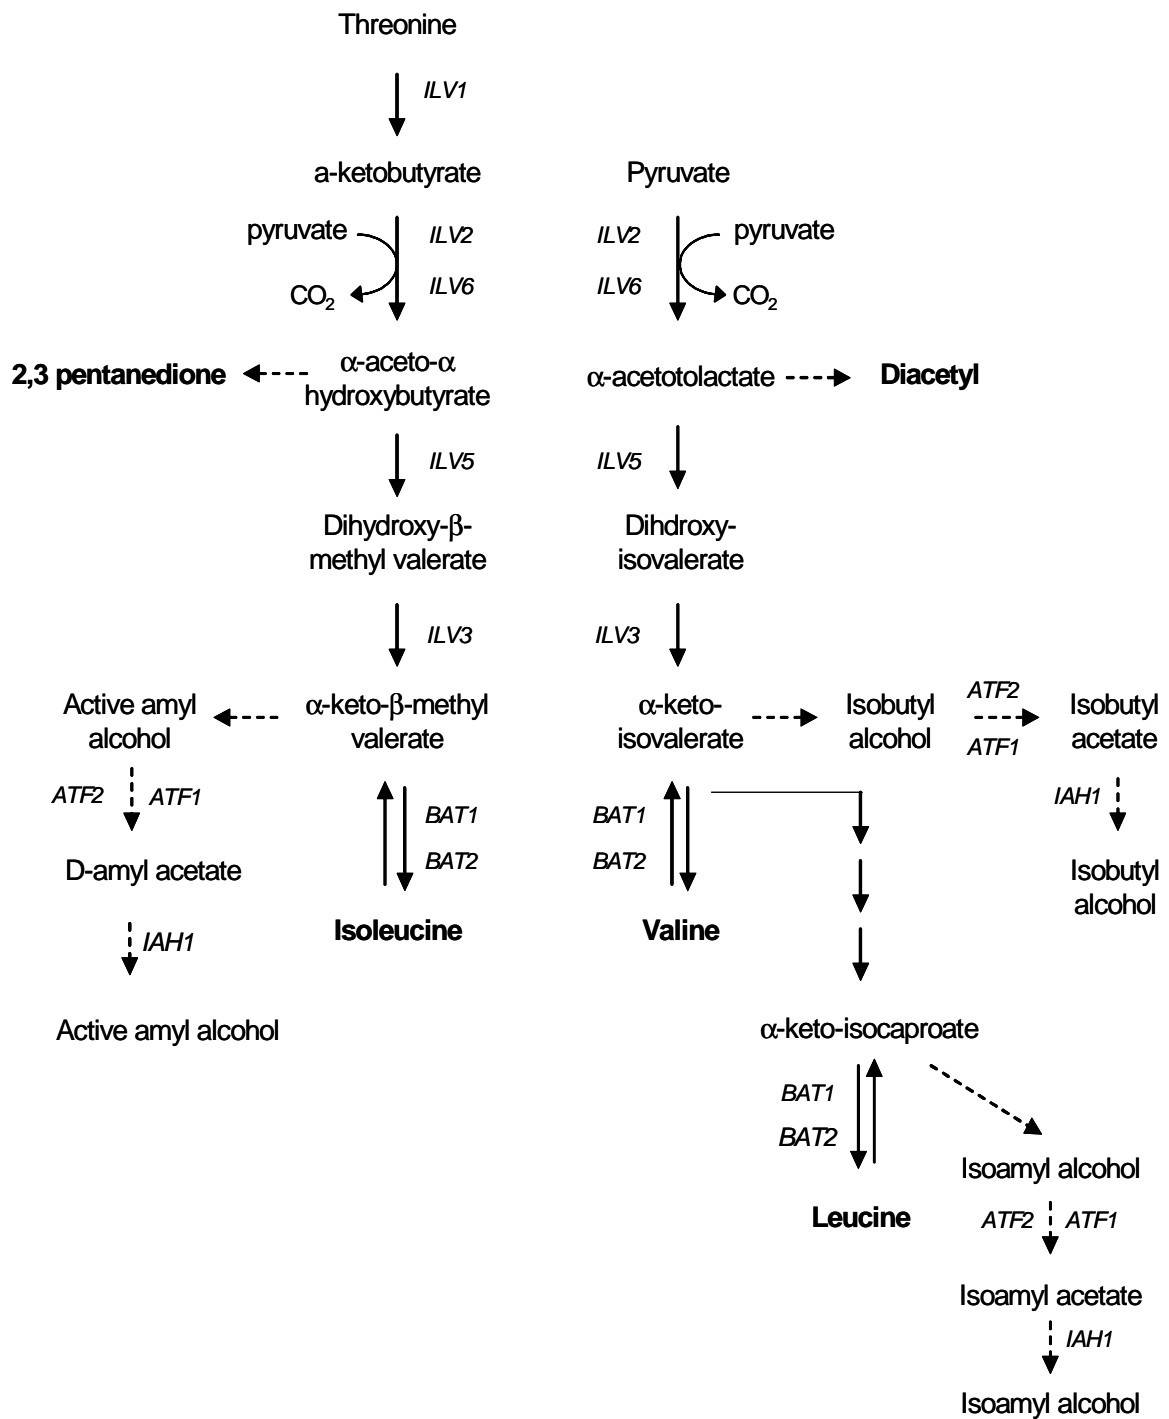 Threonine
ILV1
a-ketobutyrate
Pyruvate
pyruvate
ILV2
ILV2
pyruvate
CO₂
ILV6
ILV6
CO₂
2,3 pentanedione
α-aceto-α
hydroxybutyrate
α-acetotolactate
Diacetyl
ILV5
ILV5
Dihydroxy-β-
methyl valerate
Dihdroxy-
isovalerate
ILV3
ILV3
Active amyl
alcohol
α-keto-β-methyl
valerate
α-keto-
isovalerate
Isobutyl
alcohol
ATF2
ATF1
Isobutyl
acetate
ATF2
ATF1
BAT1
BAT2
BAT1
BAT2
IAH1
D-amyl acetate
Isobutyl
alcohol
IAH1
Isoleucine
Valine
Active amyl alcohol
α-keto-isocaproate
BAT1
BAT2
Isoamyl alcohol
Leucine
ATF2
ATF1
Isoamyl acetate
IAH1
Isoamyl alcohol